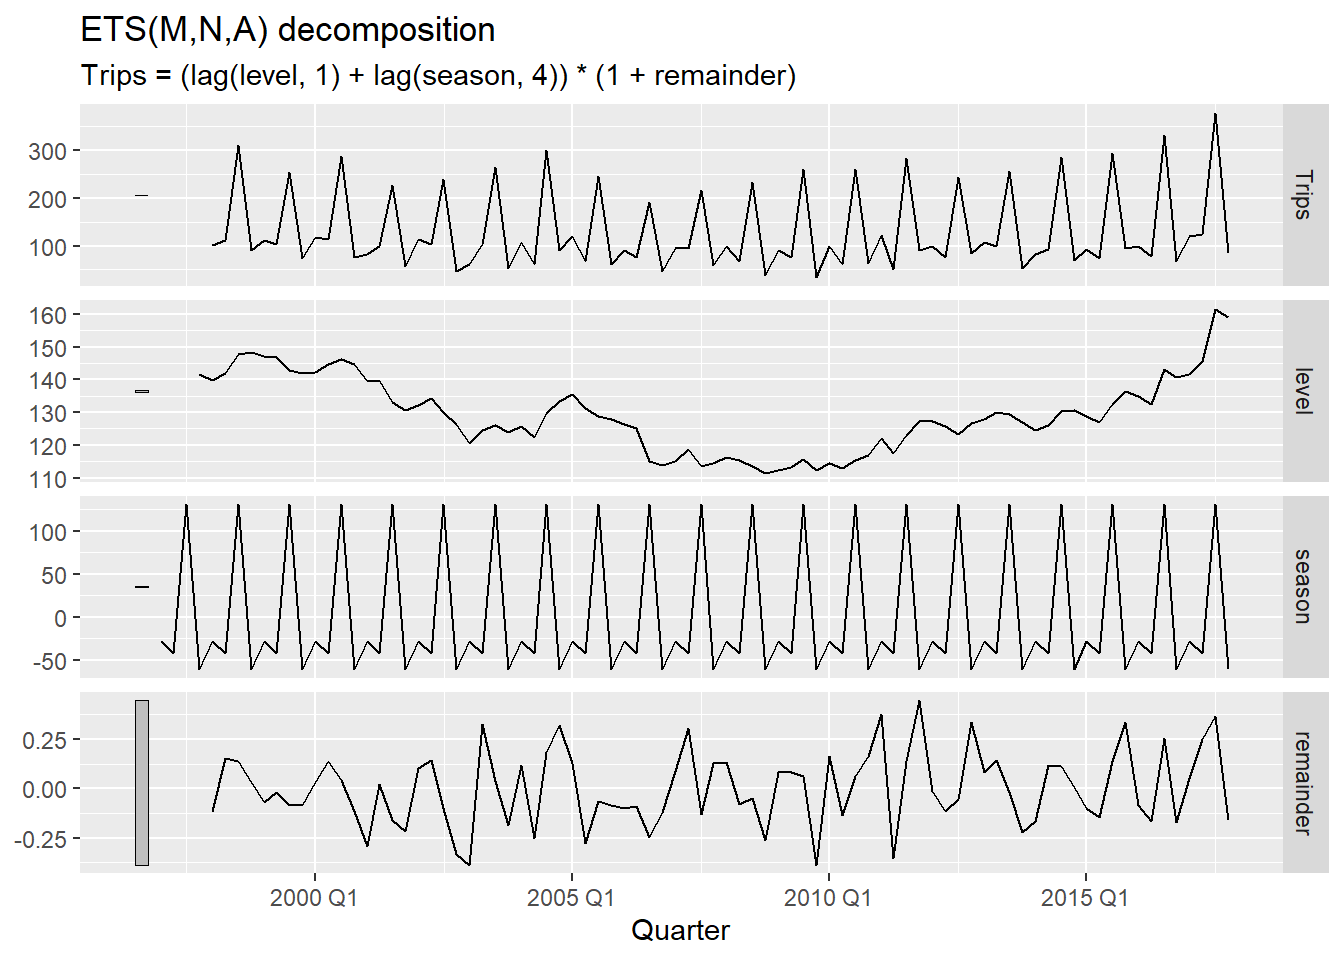 ETS(M,N,A) decomposition
Trips = (lag(level, 1) + lag(season, 4)) * (1 + remainder)
300
200
100
Trips
160
150
140
130
120
110
level
100
50
0
-50
season
0.25
0.00
-0.25
remainder
2000 Q1 2005 Q1 2010 Q1 2015 Q1
Quarter